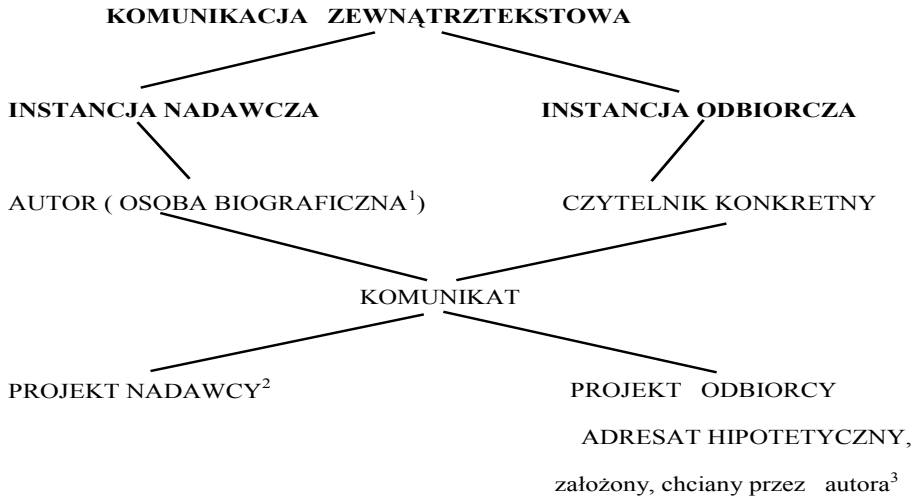 KOMUNIKACJA ZEWNĄTRZTEKSTOWA
INSTANCJA NADAWCZA INSTANCJA ODBIORCZA
AUTOR ( OSOBA BIOGRAFICZNA¹) CZYTELNIK KONKRETNY
KOMUNIKAT
PROJEKT NADAWCY² PROJEKT ODBIORCY
ADRESAT HIPOTETYCZNY,
założony, chciany przez autora³